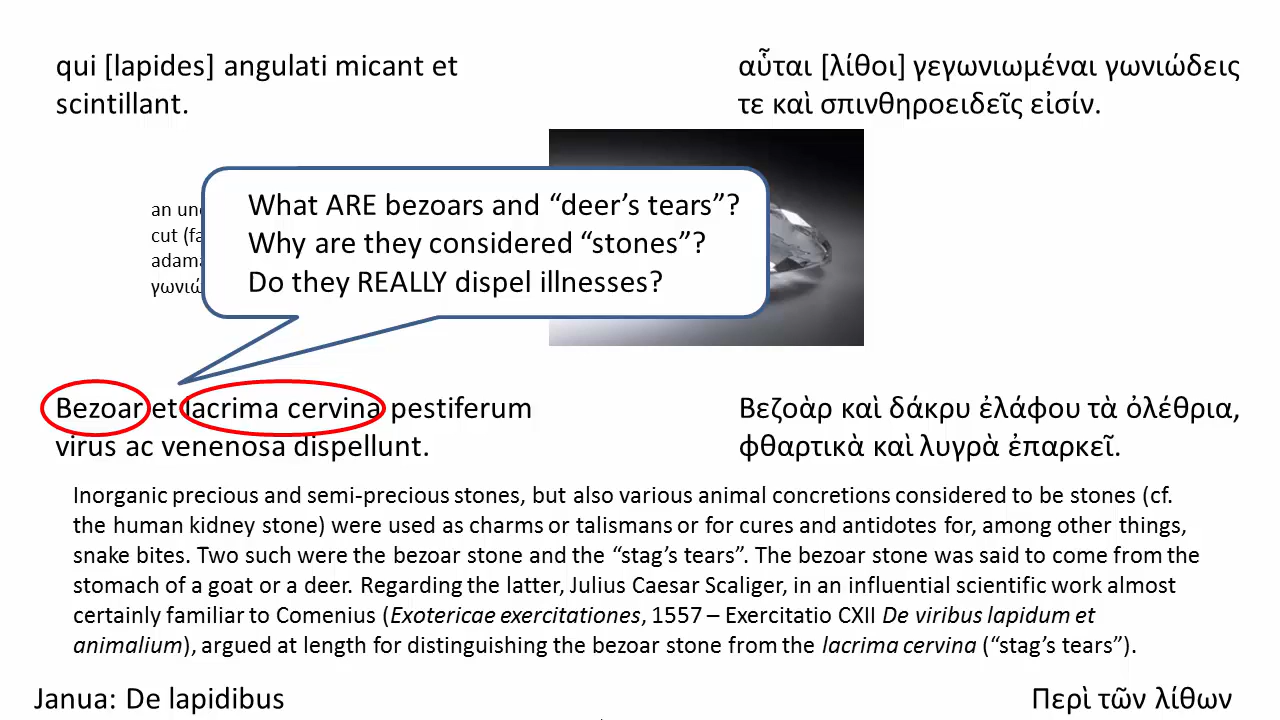 qui [lapides] angulati micant et
scintillant.
αὗται [λίθοι] γεγωνιωμέναι γωνιώδεις
τε καὶ σπινθηροειδεῖς εἰσίν.
What ARE bezoars and “deer’s tears”?
Why are they considered “stones”?
Do they REALLY dispel illnesses?
an
cut
Bezoar et lacrima cervina pestiferum
virus ac venenosa dispellunt.
Βεζοὰρ καὶ δάκρυ ἐλάφου τὰ ὀλέθρια,
φθαρτικὰ καὶ λυγρὰ ἐπαρκεῖ.
Inorganic precious and semi-precious stones, but also various animal concretions considered to be stones (cf.
the human kidney stone) were used as charms or talismans or for cures and antidotes for, among other things,
snake bites. Two such were the bezoar stone and the “stag’s tears”. The bezoar stone was said to come from the
stomach of a goat or a deer. Regarding the latter, Julius Caesar Scaliger, in an influential scientific work almost
certainly familiar to Comenius (Exotericae exercitationes, 1557 – Exercitatio CXII De viribus lapidum et
animalium), argued at length for distinguishing the bezoar stone from the lacrima cervina (“stag’s tears”).
Janua: De lapidibus
Περὶ τῶν λίθων